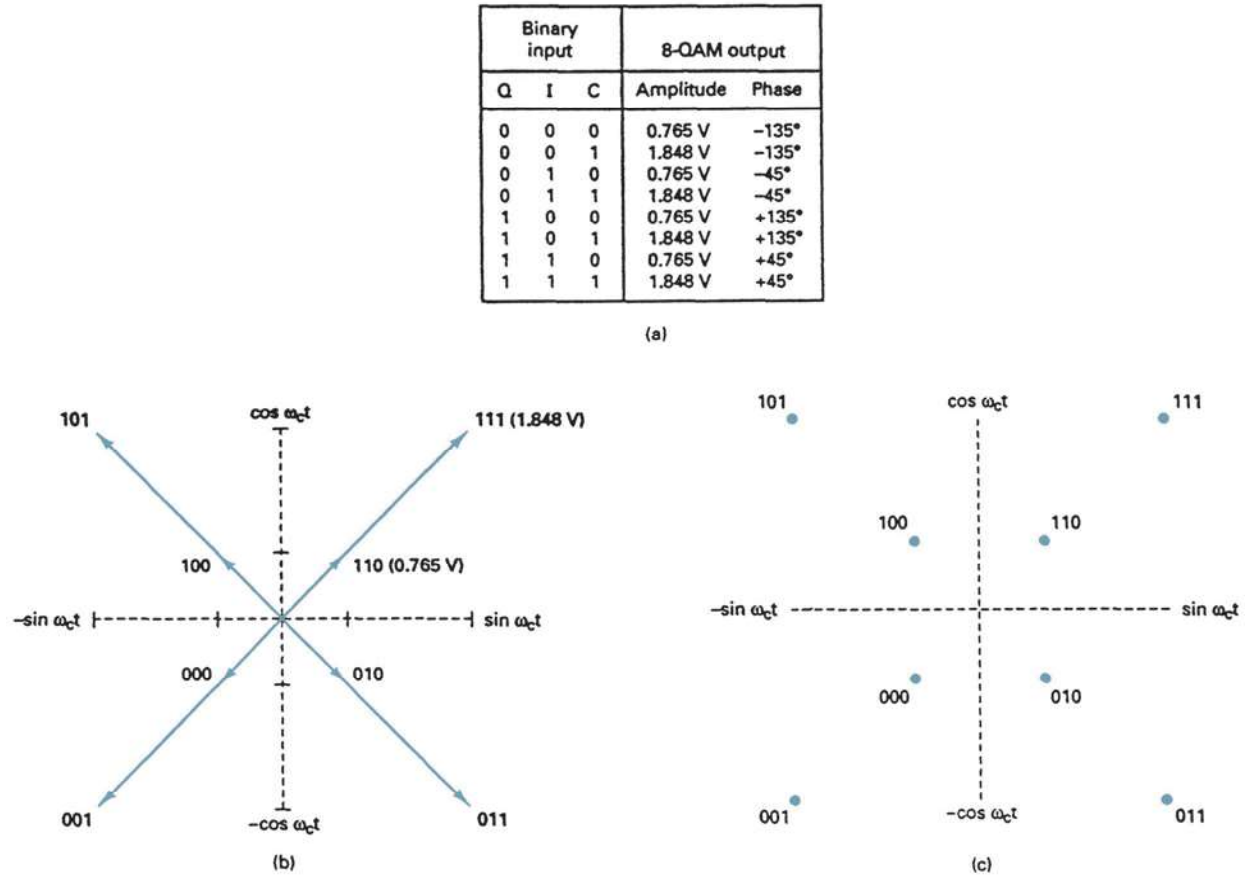 Binary input
8-QAM output
Q I C Amplitude Phase
0 0 0 0.765 V –135°
0 0 1 1.848 V –135°
0 1 0 0.765 V –45°
0 1 1 1.848 V –45°
1 0 0 0.765 V +135°
1 0 1 1.848 V +135°
1 1 0 0.765 V +45°
1 1 1 1.848 V +45°
(a)
101
cos ωct
111 (1.848 V)
100
110 (0.765 V)
–sin ωct
sin ωct
000
010
001
–cos ωct
011
(b)
101
cos ωct
111
100
110
–sin ωct
sin ωct
000
010
001
–cos ωct
011
(c)